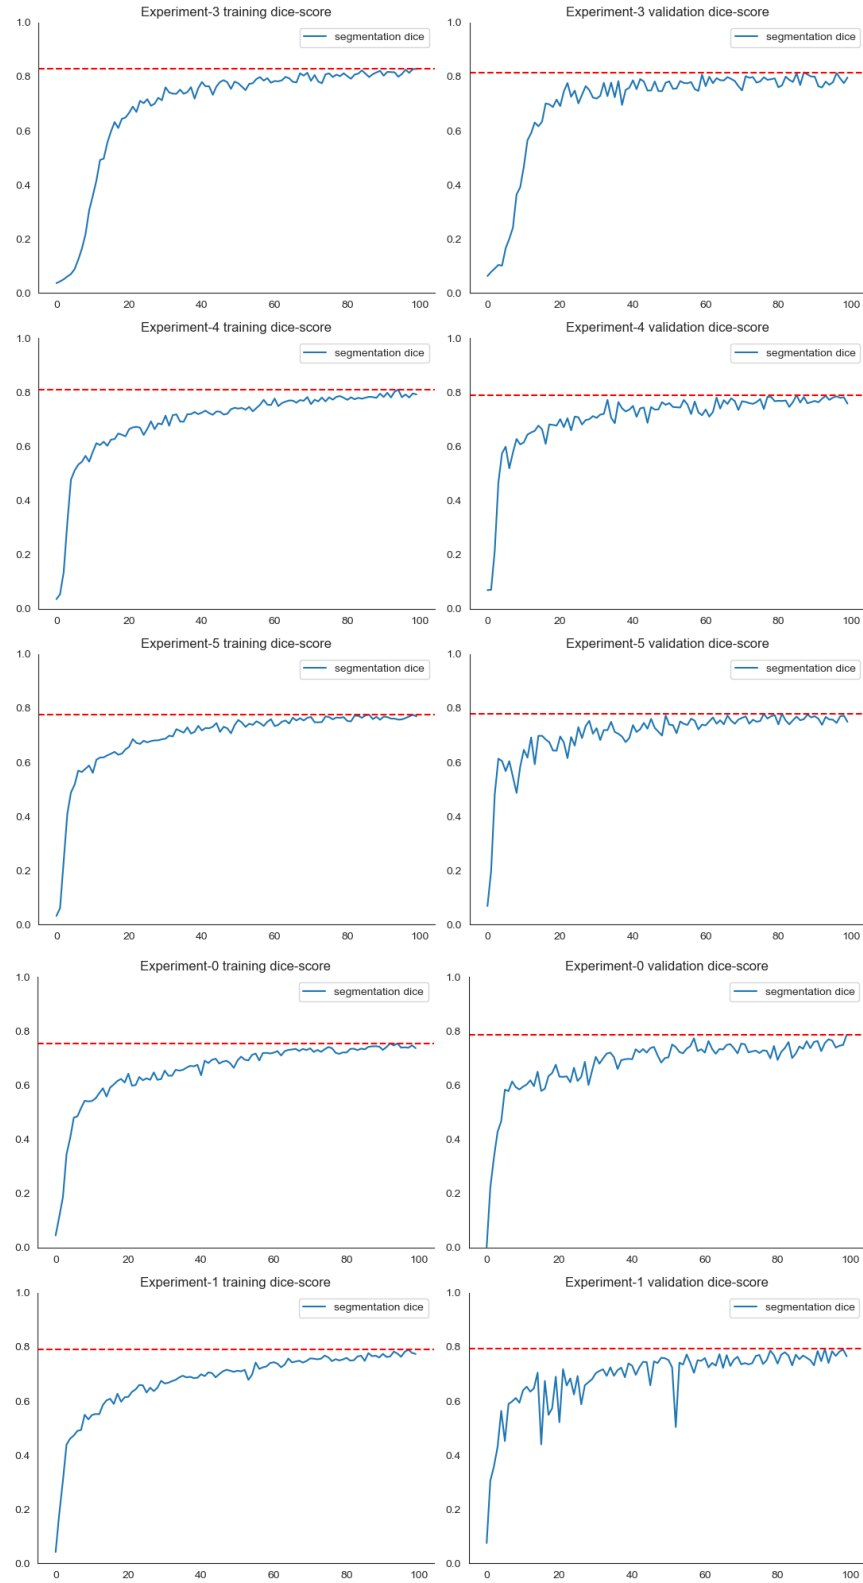 Experiment-3 training dice-score
segmentation dice
1.0
0.8
0.6
0.4
0.2
0.0
0 20 40 60 80 100
Experiment-3 validation dice-score
segmentation dice
1.0
0.8
0.6
0.4
0.2
0.0
0 20 40 60 80 100
Experiment-4 training dice-score
segmentation dice
1.0
0.8
0.6
0.4
0.2
0.0
0 20 40 60 80 100
Experiment-4 validation dice-score
segmentation dice
1.0
0.8
0.6
0.4
0.2
0.0
0 20 40 60 80 100
Experiment-5 training dice-score
segmentation dice
1.0
0.8
0.6
0.4
0.2
0.0
0 20 40 60 80 100
Experiment-5 validation dice-score
segmentation dice
1.0
0.8
0.6
0.4
0.2
0.0
0 20 40 60 80 100
Experiment-0 training dice-score
segmentation dice
1.0
0.8
0.6
0.4
0.2
0.0
0 20 40 60 80 100
Experiment-0 validation dice-score
segmentation dice
1.0
0.8
0.6
0.4
0.2
0.0
0 20 40 60 80 100
Experiment-1 training dice-score
segmentation dice
1.0
0.8
0.6
0.4
0.2
0.0
0 20 40 60 80 100
Experiment-1 validation dice-score
segmentation dice
1.0
0.8
0.6
0.4
0.2
0.0
0 20 40 60 80 100